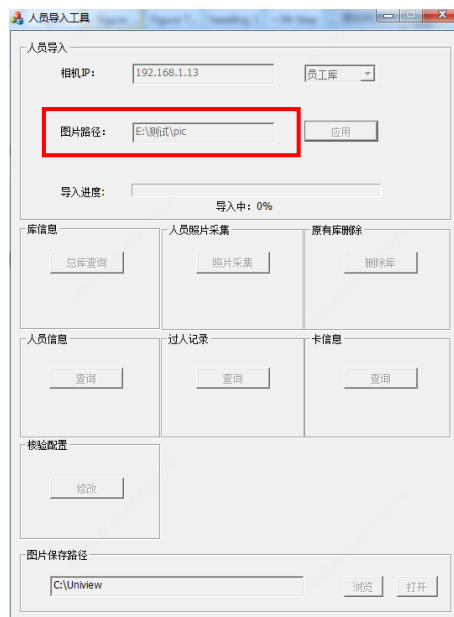 人员导入工具
人员导入
相机IP: 192.168.1.13 员工库
图片路径: E:\测试\pic 应用
导入进度:
导入中: 0%
库信息 人员照片采集 原有库删除
总库查询 照片采集 删除库
人员信息 过人记录 卡信息
查询 查询 查询
核验配置
修改
图片保存路径
C:\Uniview 浏览 打开